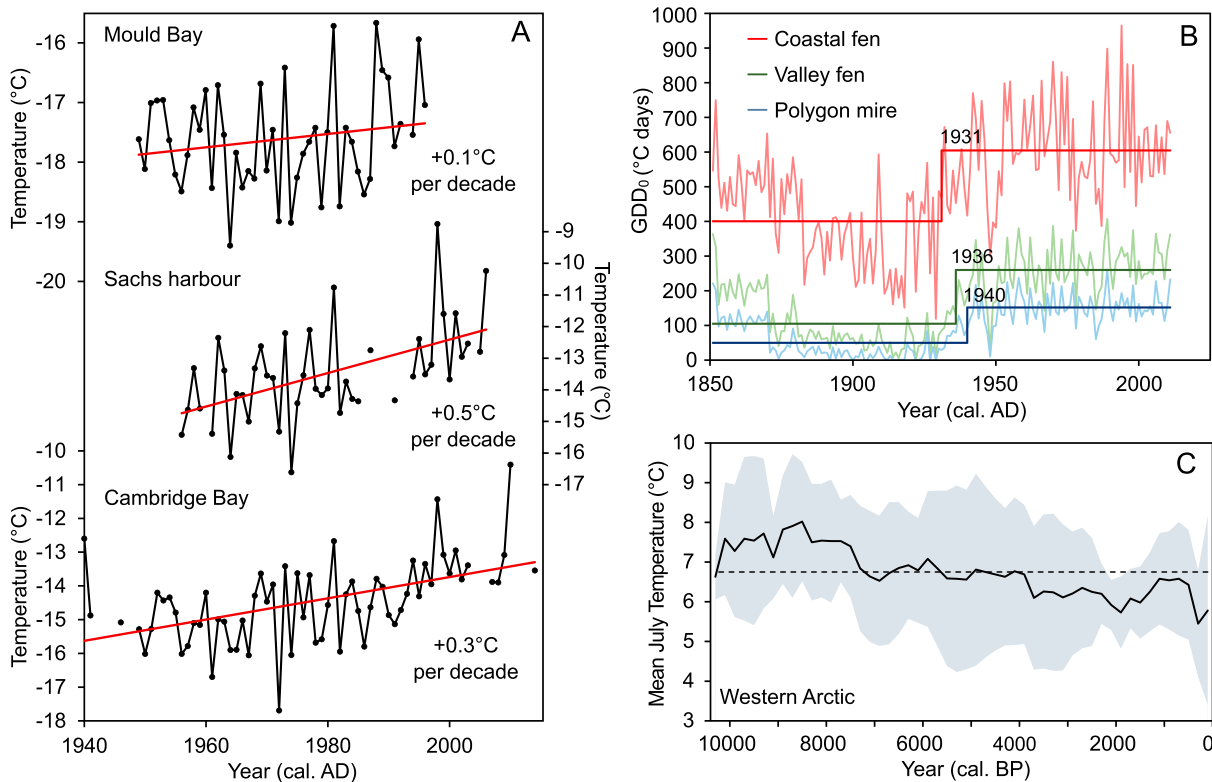 A
Mould Bay
-16
-17
-18
-19
-20
Temperature (°C)
+0.1°C
per decade
Sachs harbour
-9
-10
-11
-12
-13
-14
-15
-16
-17
Temperature (°C)
+0.5°C
per decade
Cambridge Bay
-10
-11
-12
-13
-14
-15
-16
-17
-18
Temperature (°C)
+0.3°C
per decade
1940
1960
1980
2000
Year (cal. AD)
B
Coastal fen
Valley fen
Polygon mire
1000
900
800
700
600
500
400
300
200
100
0
GDD₀ (°C days)
1931
1936
1940
1850
1900
1950
2000
Year (cal. AD)
C
10
9
8
7
6
5
4
3
Mean July Temperature (°C)
Western Arctic
10000
8000
6000
4000
2000
0
Year (cal. BP)